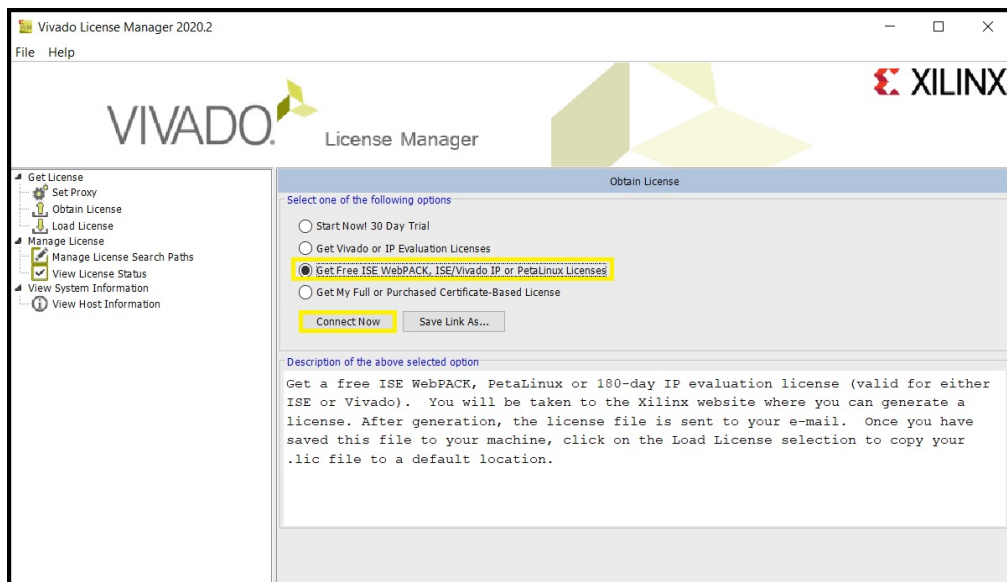 Vivado License Manager 2020.2
File Help
VIVADO. License Manager
XILINX
Get License
Set Proxy
Obtain License
Load License
Manage License
Manage License Search Paths
View License Status
View System Information
View Host Information
Obtain License
Select one of the following options
Start Now! 30 Day Trial
Get Vivado or IP Evaluation Licenses
Get Free ISE WebPACK, ISE/Vivado IP or PetaLinux Licenses
Get My Full or Purchased Certificate-Based License
Connect Now Save Link As...
Description of the above selected option
Get a free ISE WebPACK, PetaLinux or 180-day IP evaluation license (valid for either
ISE or Vivado). You will be taken to the Xilinx website where you can generate a
license. After generation, the license file is sent to your e-mail. Once you have
saved this file to your machine, click on the Load License selection to copy your
.lic file to a default location.